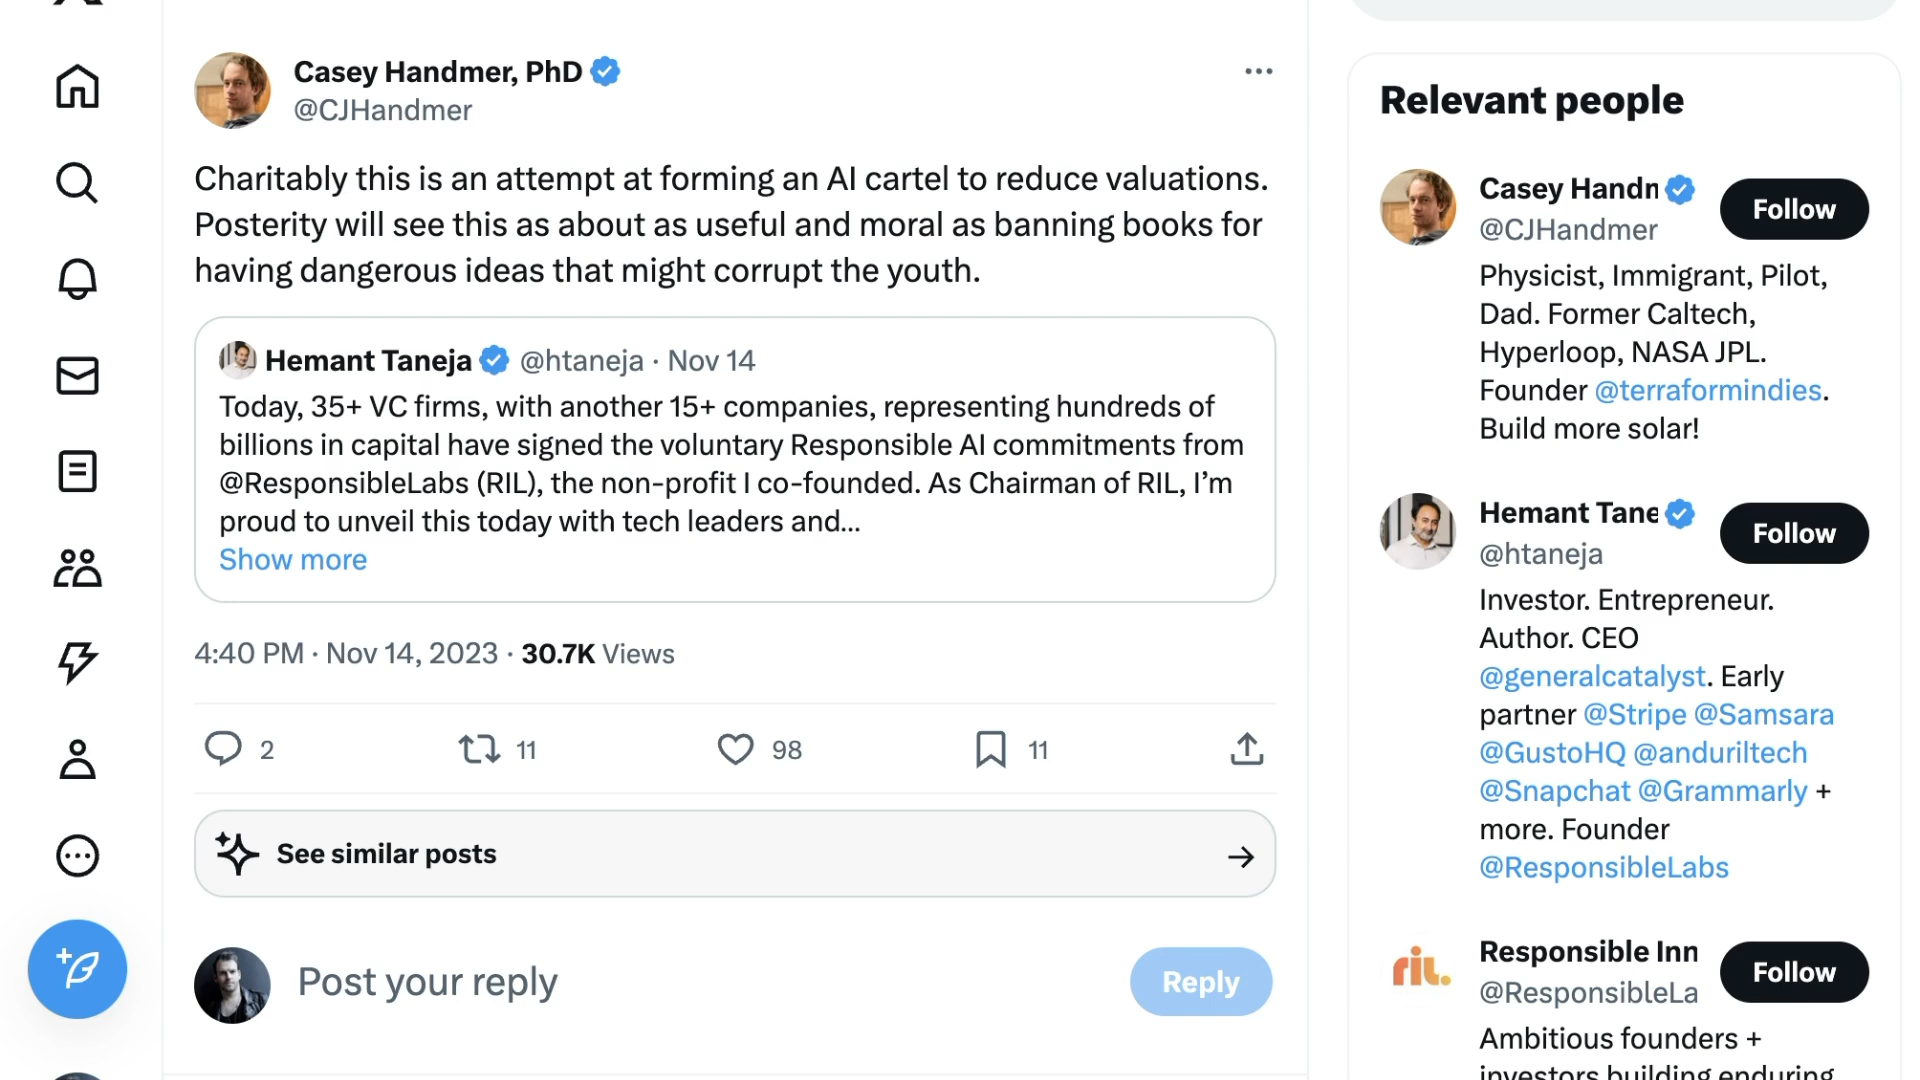 Casey Handmer, PhD
@CJHandmer
Charitably this is an attempt at forming an AI cartel to reduce valuations.
Posterity will see this as about as useful and moral as banning books for
having dangerous ideas that might corrupt the youth.
Hemant Taneja @htaneja · Nov 14
Today, 35+ VC firms, with another 15+ companies, representing hundreds of
billions in capital have signed the voluntary Responsible AI commitments from
@ResponsibleLabs (RIL), the non-profit I co-founded. As Chairman of RIL, I’m
proud to unveil this today with tech leaders and...
Show more
4:40 PM · Nov 14, 2023 · 30.7K Views
2 11 98 11
See similar posts
Post your reply
Reply
Relevant people
Casey Handn
@CJHandmer
Follow
Physicist, Immigrant, Pilot,
Dad. Former Caltech,
Hyperloop, NASA JPL.
Founder @terraformindies.
Build more solar!
Hemant Tane
@htaneja
Follow
Investor. Entrepreneur.
Author. CEO
@generalcatalyst. Early
partner @Stripe @Samsara
@GustoHQ @anduriltech
@Snapchat @Grammarly +
more. Founder
@ResponsibleLabs
ril.
Responsible Inn
@ResponsibleLa
Follow
Ambitious founders +
investors building enduring